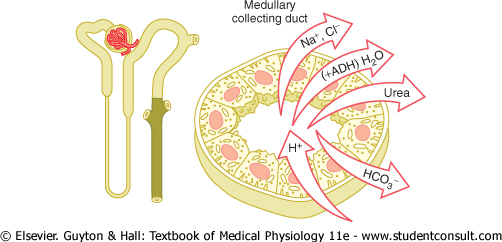 Medullary
collecting duct
Na⁺, Cl⁻
(+ADH) H₂O
Urea
H⁺
HCO₃⁻
© Elsevier. Guyton & Hall: Textbook of Medical Physiology 11e - www.studentconsult.com